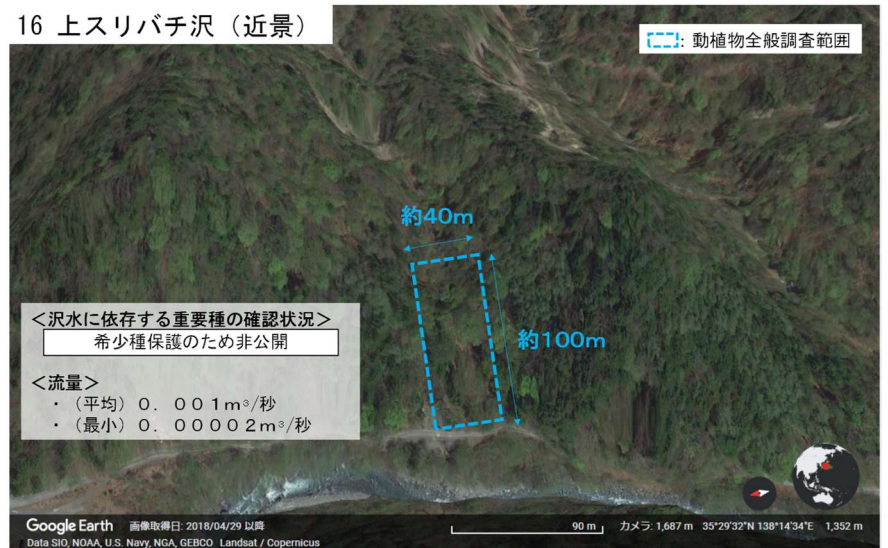 16 上スリバチ沢（近景）
: 動植物全般調査範囲
約40m
約100m
＜沢水に依存する重要種の確認状況＞
希少種保護のため非公開
＜流量＞
・（平均）０．００１m³/秒
・（最小）０．００００２m³/秒
Google Earth 画像取得日: 2018/04/29 以降
90 m
カメラ: 1,687 m 35°29'32"N 138°14'34"E 1,352 m
Data SIO, NOAA, U.S. Navy, NGA, GEBCO Landsat / Copernicus